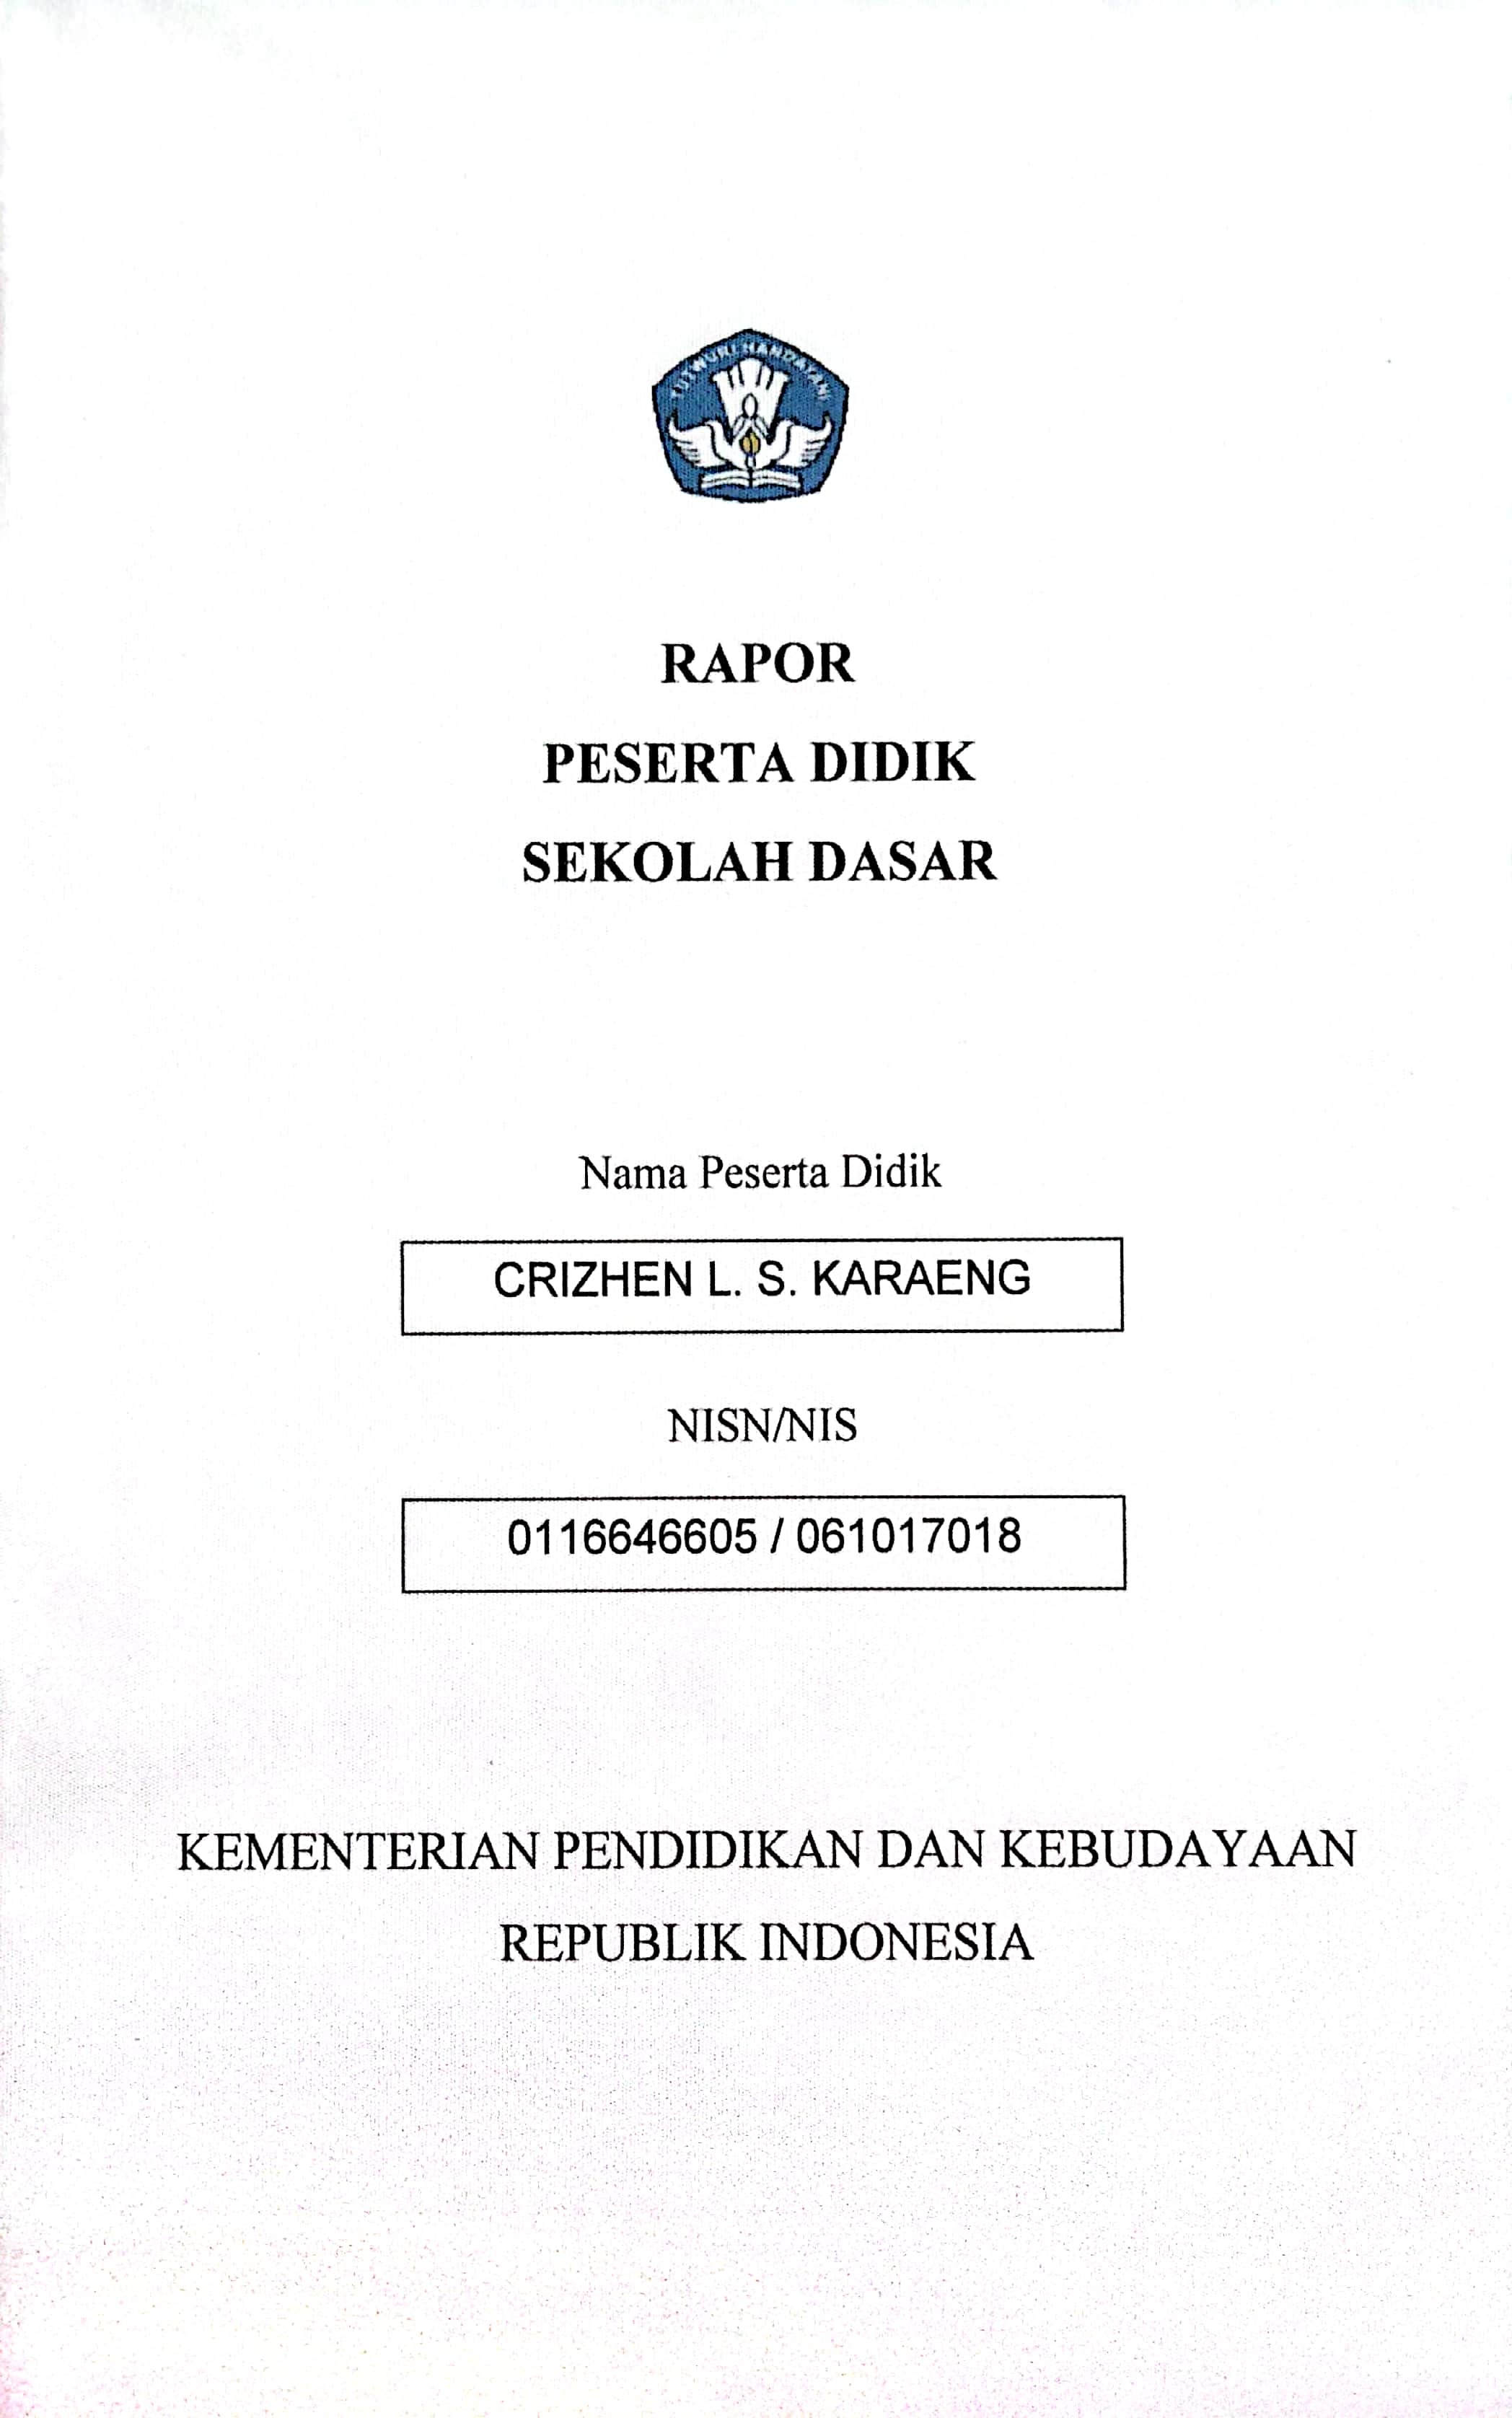 TUT WURI HANDAYANI
RAPOR
PESERTA DIDIK
SEKOLAH DASAR
Nama Peserta Didik
CRIZHEN L. S. KARAENG
NISN/NIS
0116646605 / 061017018
KEMENTERIAN PENDIDIKAN DAN KEBUDAYAAN
REPUBLIK INDONESIA